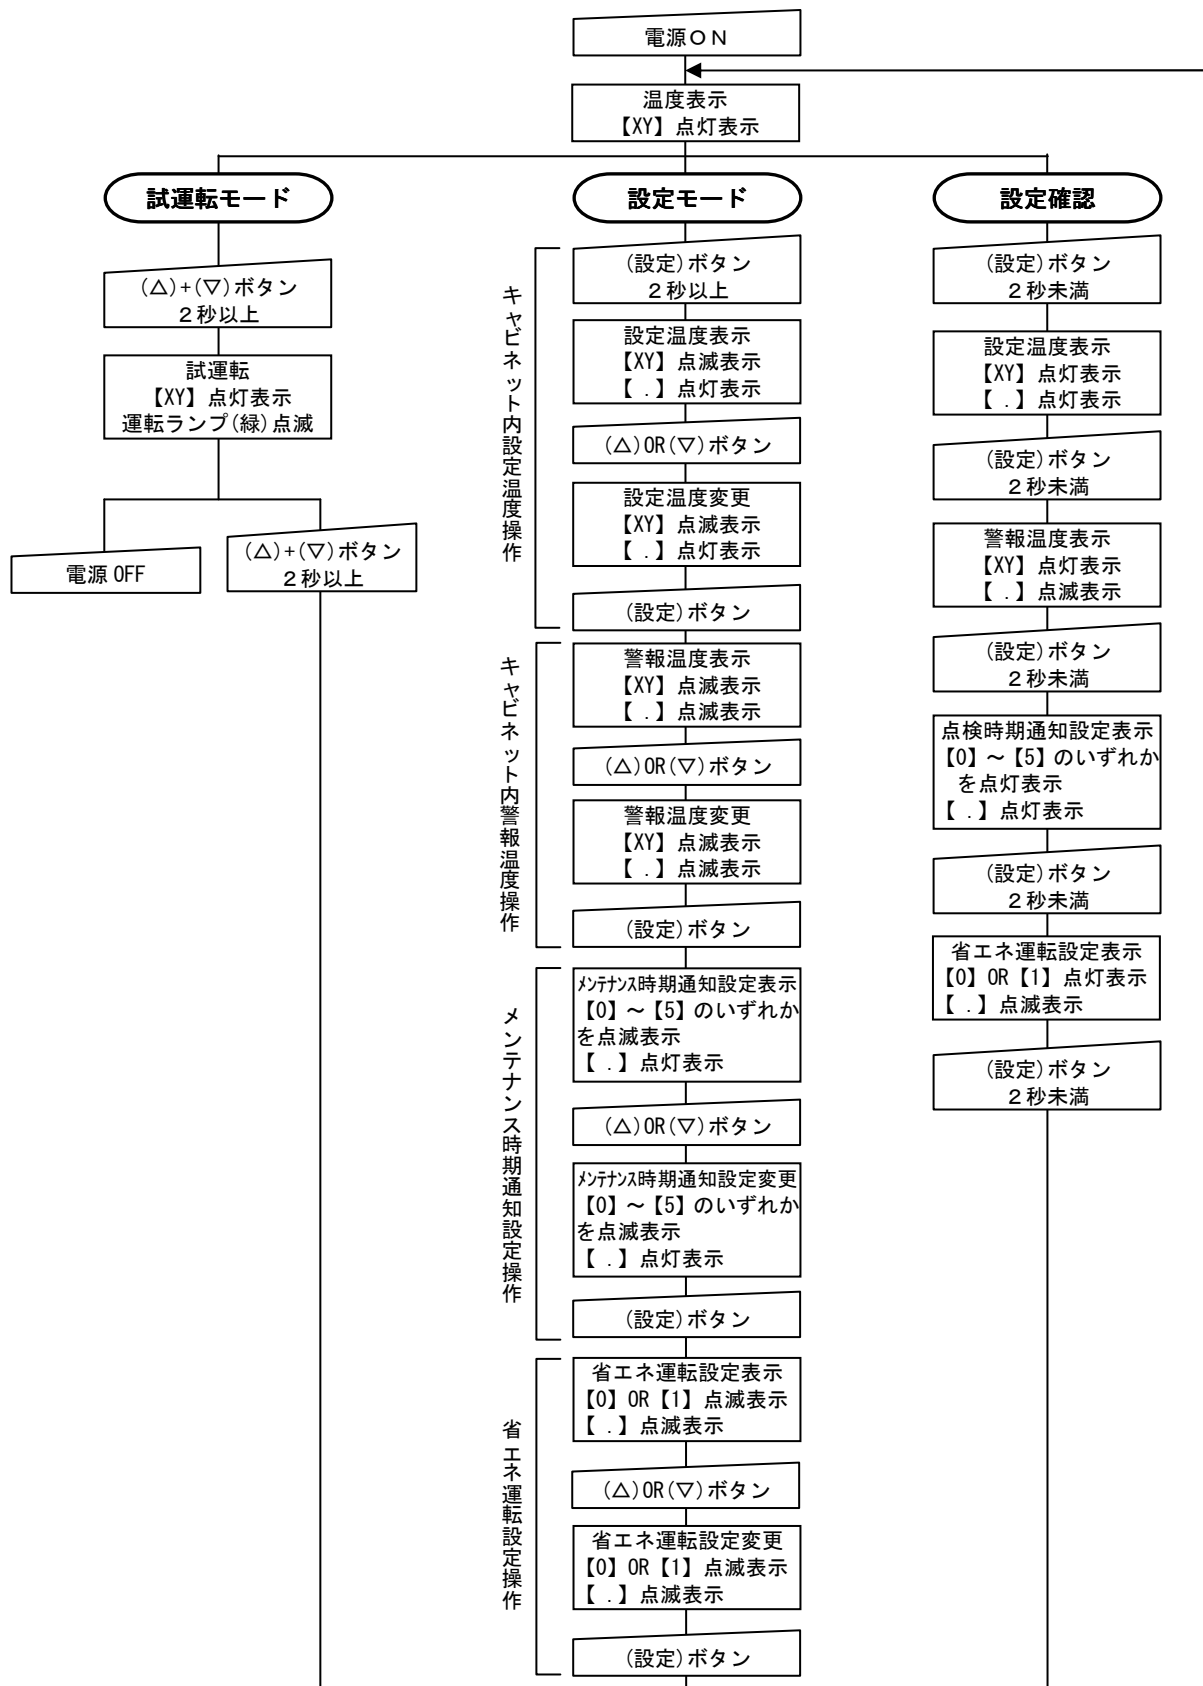 電源ＯＮ
温度表示
【XY】点灯表示
試運転モード
(△)+(▽)ボタン
２秒以上
試運転
【XY】点灯表示
運転ランプ(緑)点滅
電源 OFF
(△)+(▽)ボタン
２秒以上
設定モード
キャビネット内設定温度操作
(設定)ボタン
２秒以上
設定温度表示
【XY】点滅表示
【 .】点灯表示
(△)OR(▽)ボタン
設定温度変更
【XY】点滅表示
【 .】点灯表示
(設定)ボタン
キャビネット内警報温度操作
警報温度表示
【XY】点滅表示
【 .】点滅表示
(△)OR(▽)ボタン
警報温度変更
【XY】点滅表示
【 .】点滅表示
(設定)ボタン
メンテナンス時期通知設定操作
ﾒﾝﾃﾅﾝｽ時期通知設定表示
【0】～【5】のいずれか
を点滅表示
【 .】点灯表示
(△)OR(▽)ボタン
ﾒﾝﾃﾅﾝｽ時期通知設定変更
【0】～【5】のいずれか
を点滅表示
【 .】点灯表示
(設定)ボタン
省エネ運転設定操作
省エネ運転設定表示
【0】OR【1】点滅表示
【 .】点滅表示
(△)OR(▽)ボタン
省エネ運転設定変更
【0】OR【1】点滅表示
【 .】点滅表示
(設定)ボタン
設定確認
(設定)ボタン
２秒未満
設定温度表示
【XY】点灯表示
【 .】点灯表示
(設定)ボタン
２秒未満
警報温度表示
【XY】点灯表示
【 .】点滅表示
(設定)ボタン
２秒未満
点検時期通知設定表示
【0】～【5】のいずれか
を点灯表示
【 .】点灯表示
(設定)ボタン
２秒未満
省エネ運転設定表示
【0】OR【1】点灯表示
【 .】点滅表示
(設定)ボタン
２秒未満